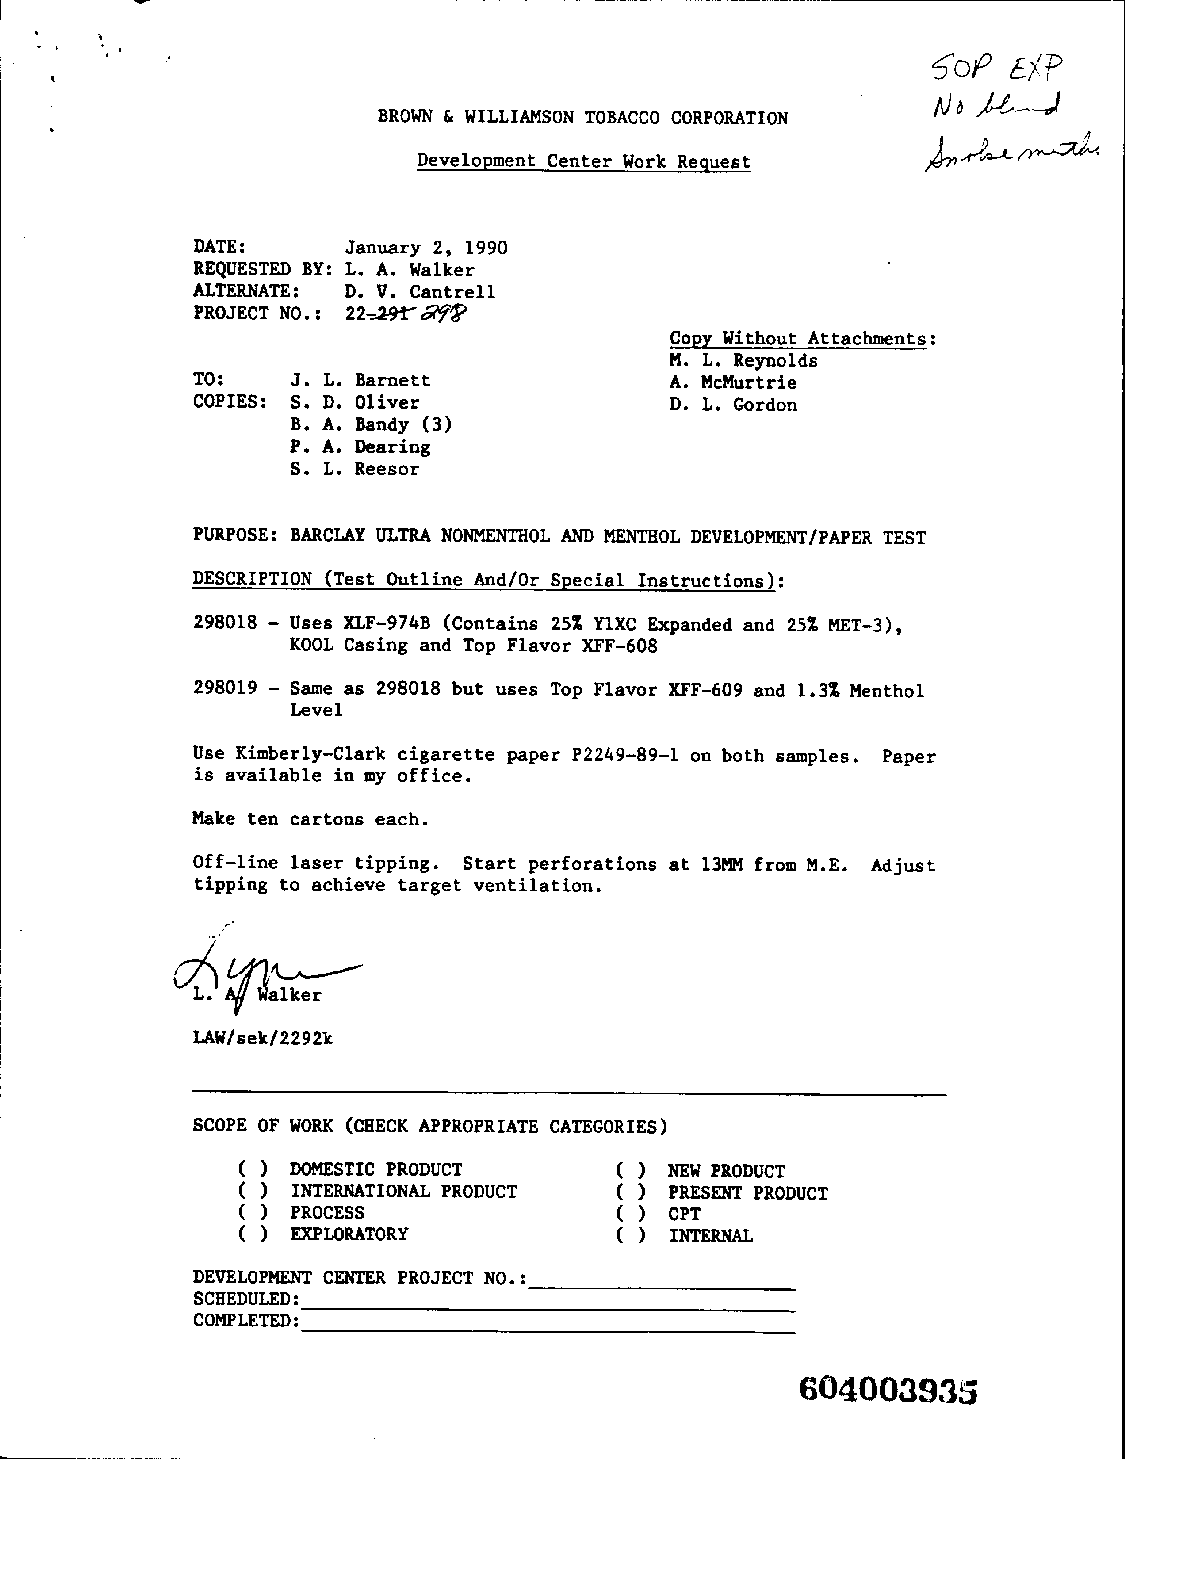 SOP EXP
No blend
Smoke
BROWN & WILLIAMSON TOBACCO CORPORATION
Development Center Work Request
DATE: January 2, 1990
REQUESTED BY: L. A. Walker
ALTERNATE: D. V. Cantrell
PROJECT NO.: 22-291 298
Copy Without Attachments:
M. L. Reynolds
A. McMurtrie
D. L. Gordon
TO: J. L. Barnett
COPIES: S. D. Oliver
B. A. Bandy (3)
P. A. Dearing
S. L. Reesor
PURPOSE: BARCLAY ULTRA NONMENTHOL AND MENTHOL DEVELOPMENT/PAPER TEST
DESCRIPTION (Test Outline And/Or Special Instructions):
298018 - Uses XLF-974B (Contains 25% Y1XC Expanded and 25% MET-3),
KOOL Casing and Top Flavor XFF-608
298019 - Same as 298018 but uses Top Flavor XFF-609 and 1.3% Menthol
Level
Use Kimberly-Clark cigarette paper P2249-89-1 on both samples. Paper
is available in my office.
Make ten cartons each.
Off-line laser tipping. Start perforations at 13MM from M.E. Adjust
tipping to achieve target ventilation.
L. A. Walker
LAW/sek/2292k
SCOPE OF WORK (CHECK APPROPRIATE CATEGORIES)
( ) DOMESTIC PRODUCT ( ) NEW PRODUCT
( ) INTERNATIONAL PRODUCT ( ) PRESENT PRODUCT
( ) PROCESS ( ) CPT
( ) EXPLORATORY ( ) INTERNAL
DEVELOPMENT CENTER PROJECT NO.:
SCHEDULED:
COMPLETED:
604003935